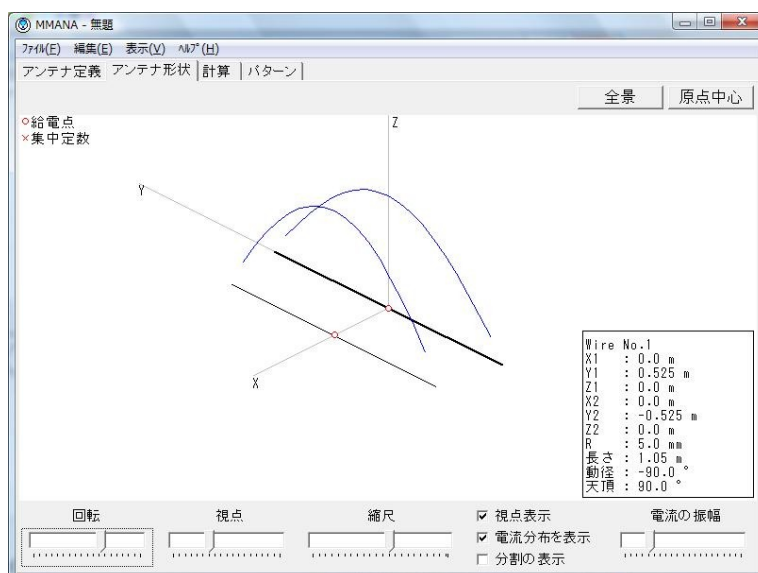 MMANA - 無題
ﾌｧｲﾙ(F) 編集(E) 表示(V) ﾍﾙﾌﾟ(H)
アンテナ定義 アンテナ形状 計算 パターン
全景 原点中心
○給電点
×集中定数
Z
Y
X
Wire No.1
X1 : 0.0 m
Y1 : 0.525 m
Z1 : 0.0 m
X2 : 0.0 m
Y2 : -0.525 m
Z2 : 0.0 m
R : 5.0 mm
長さ : 1.05 m
動径 : -90.0 °
天頂 : 90.0 °
回転 視点 縮尺 視点表示 電流の振幅
電流分布を表示
分割の表示